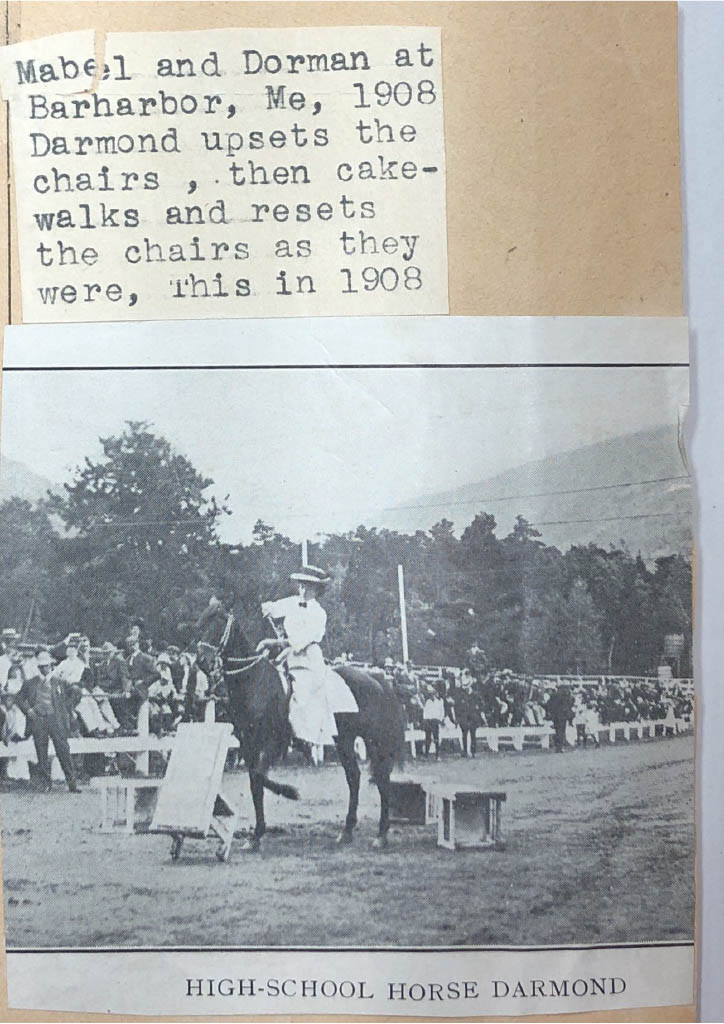 Mabel and Dorman at
Barharbor, Me, 1908
Darmond upsets the
chairs , then cake-
walks and resets
the chairs as they
were, This in 1908
HIGH-SCHOOL HORSE DARMOND